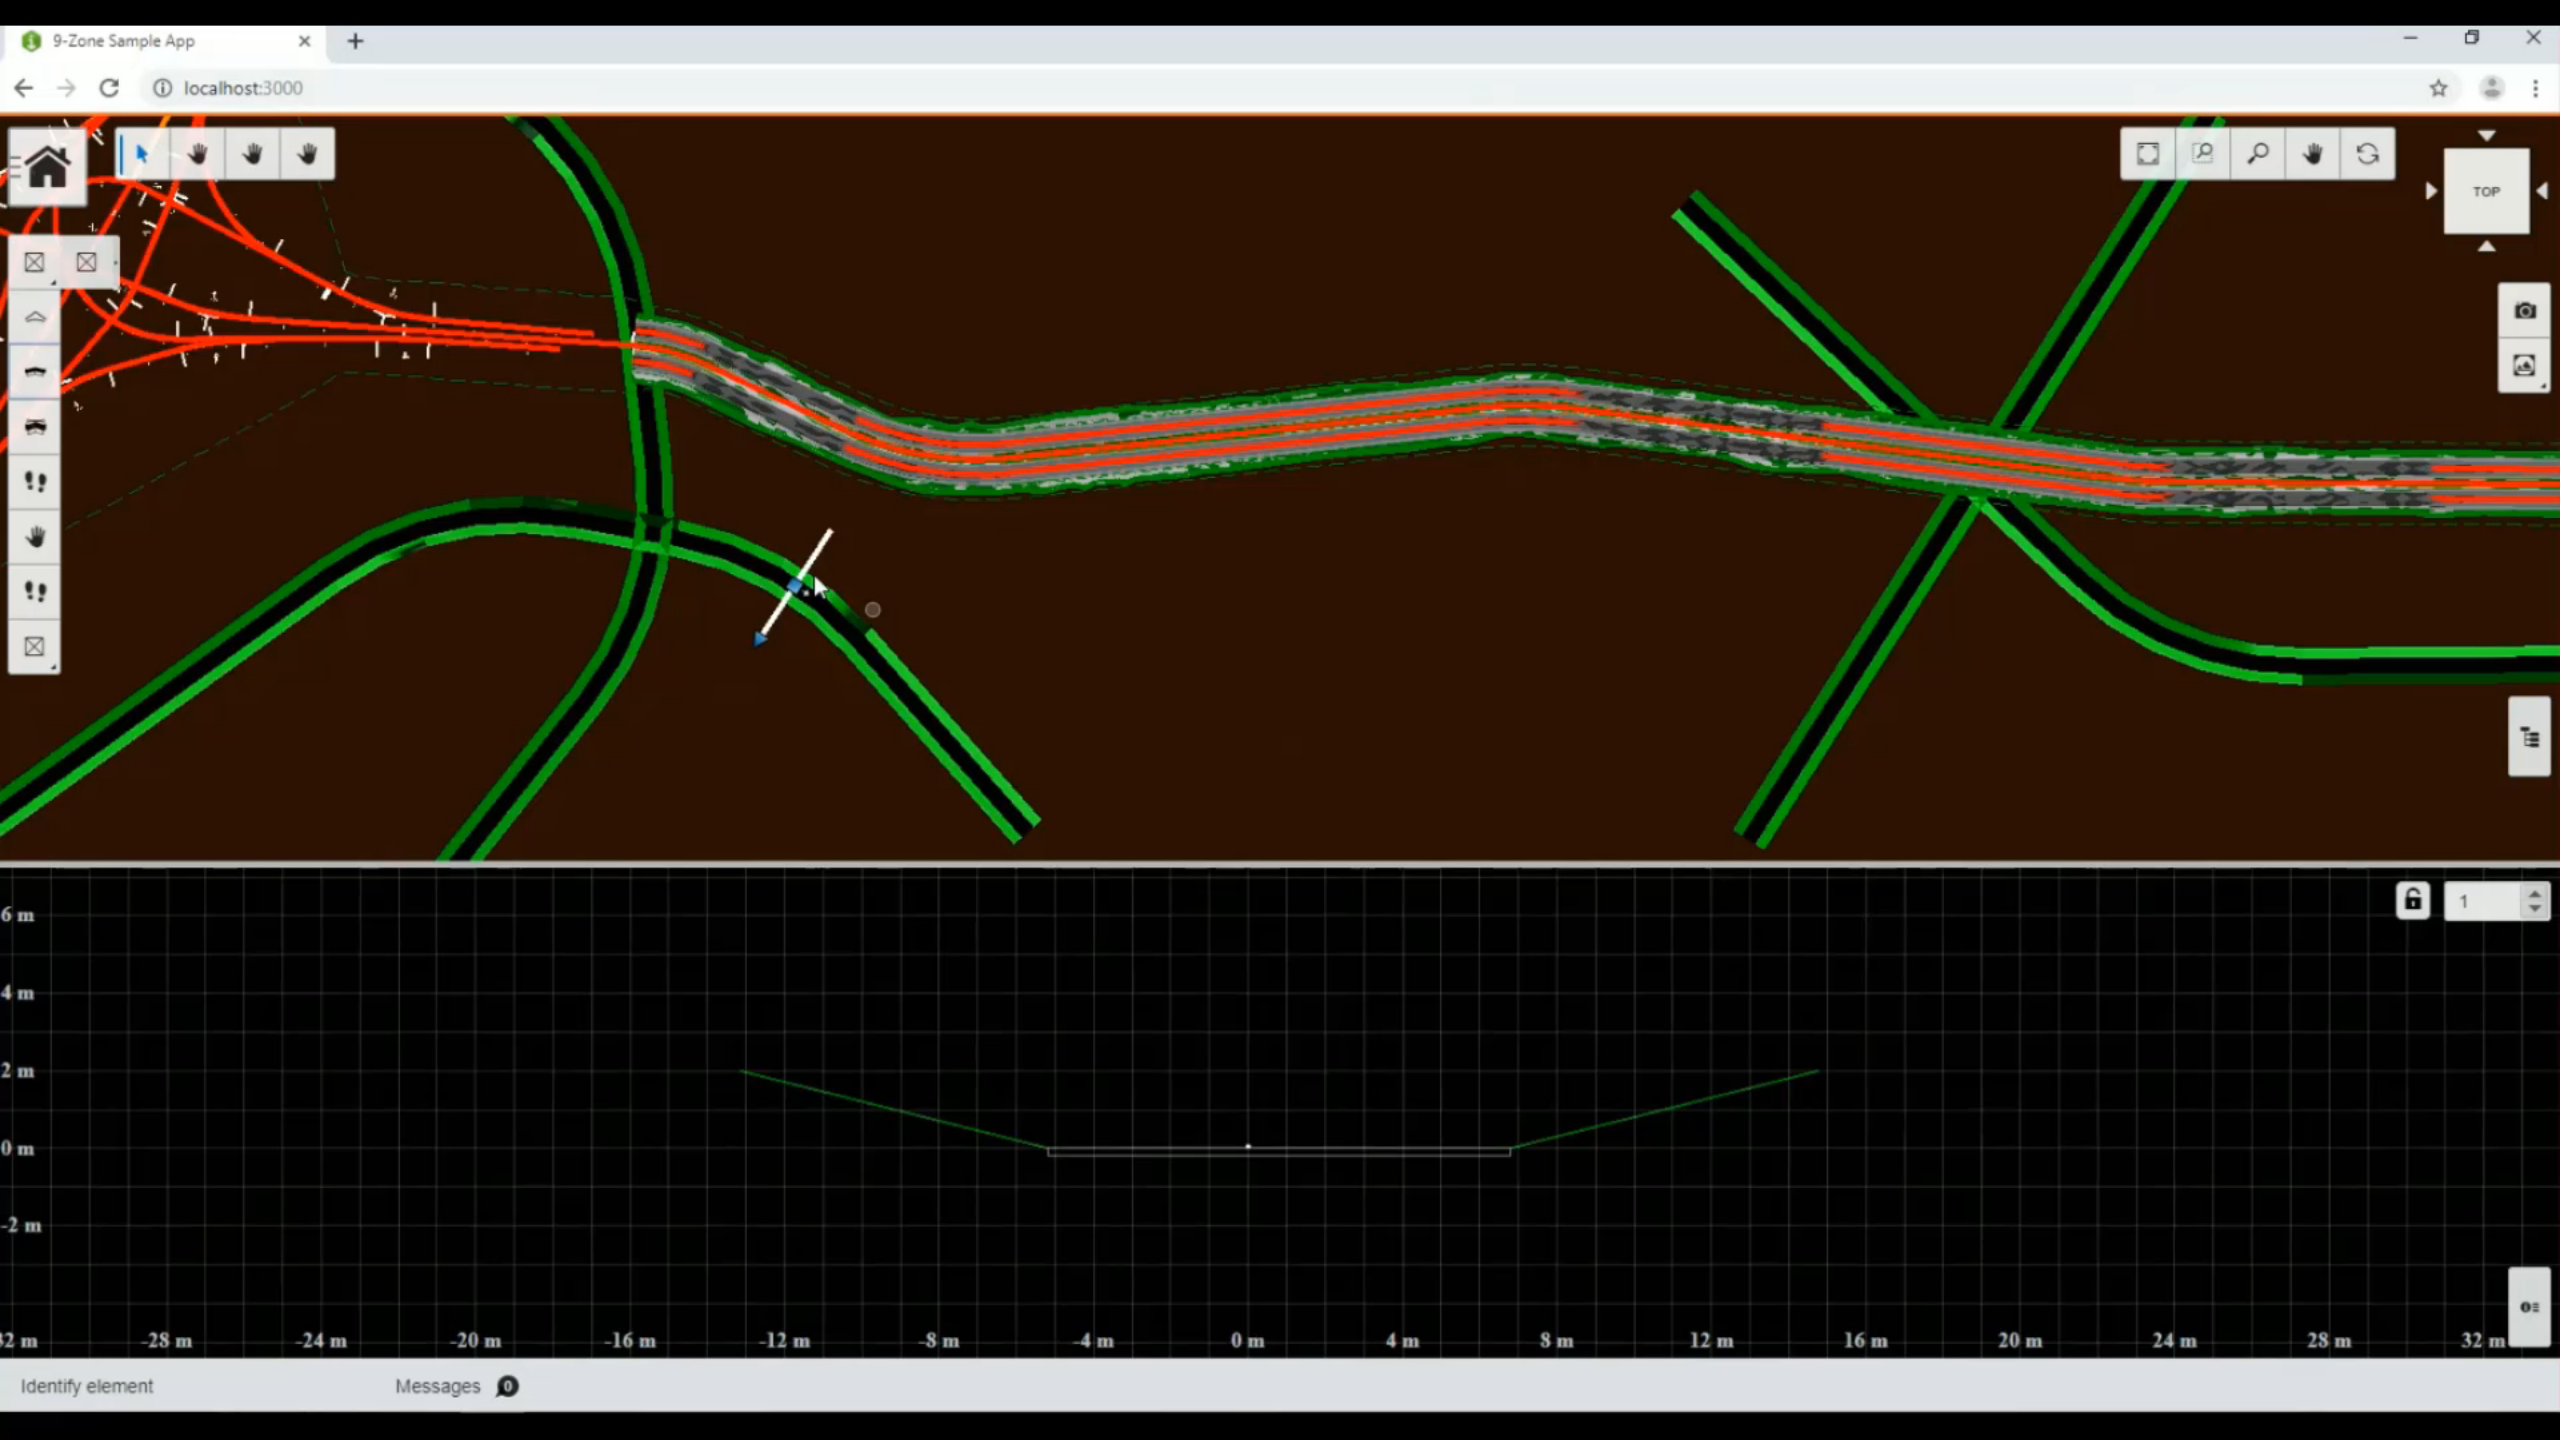 9-Zone Sample App
localhost:3000
TOP
1
6 m
4 m
2 m
0 m
-2 m
32 m
-28 m
-24 m
-20 m
-16 m
-12 m
-8 m
-4 m
0 m
4 m
8 m
12 m
16 m
20 m
24 m
28 m
32 m
Identify element
Messages 0